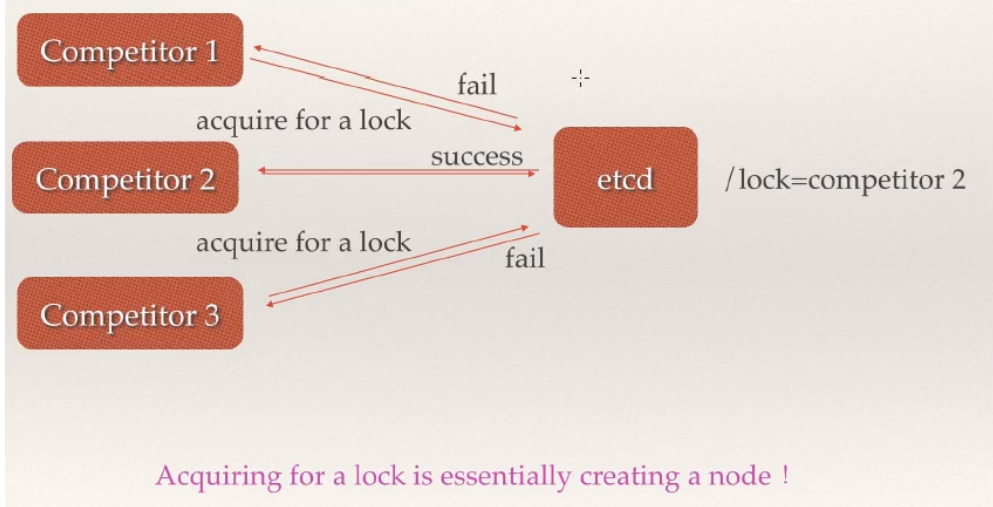 Competitor 1
fail
acquire for a lock
success
Competitor 2
etcd
/lock=competitor 2
acquire for a lock
fail
Competitor 3
Acquiring for a lock is essentially creating a node !